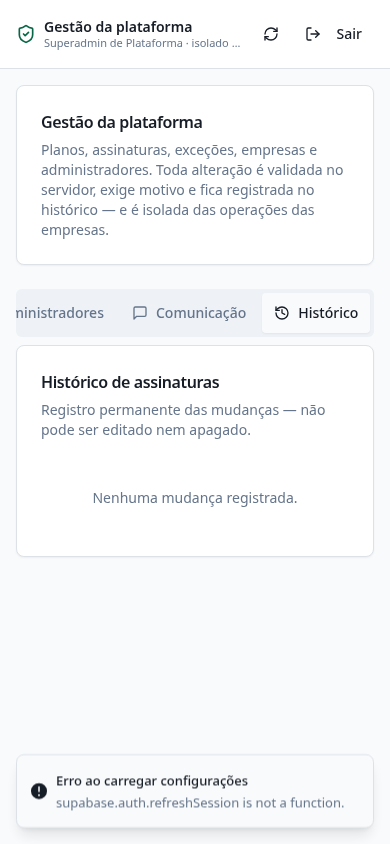 Gestão da plataforma
Superadmin de Plataforma · isolado ...
Sair
Gestão da plataforma
Planos, assinaturas, exceções, empresas e
administradores. Toda alteração é validada no
servidor, exige motivo e fica registrada no
histórico — e é isolada das operações das
empresas.
ministradores
Comunicação
Histórico
Histórico de assinaturas
Registro permanente das mudanças — não
pode ser editado nem apagado.
Nenhuma mudança registrada.
Erro ao carregar configurações
supabase.auth.refreshSession is not a function.